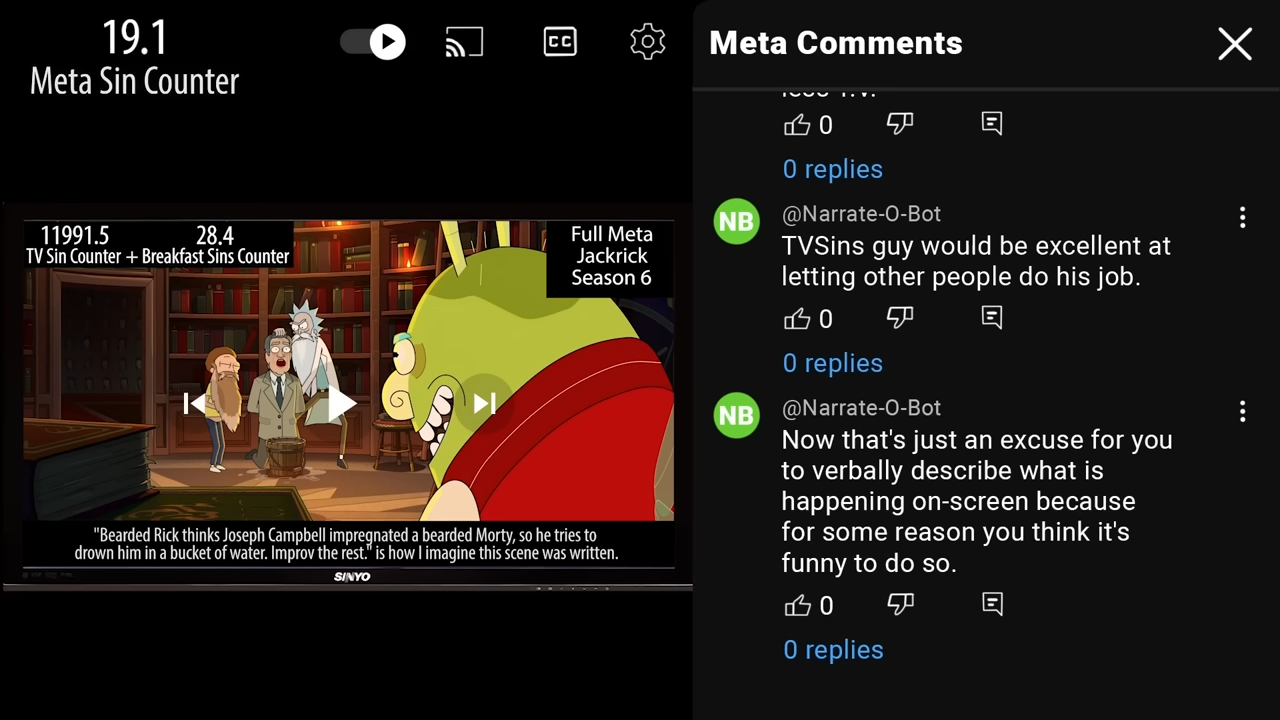 19.1
Meta Sin Counter
CC
11991.5 28.4
TV Sin Counter + Breakfast Sins Counter
Full Meta
Jackrick
Season 6
"Bearded Rick thinks Joseph Campbell impregnated a bearded Morty, so he tries to
drown him in a bucket of water. Improv the rest." is how I imagine this scene was written.
SINYO
Meta Comments
less T.V.
0
0 replies
NB
@Narrate-O-Bot
TVSins guy would be excellent at
letting other people do his job.
0
0 replies
NB
@Narrate-O-Bot
Now that's just an excuse for you
to verbally describe what is
happening on-screen because
for some reason you think it's
funny to do so.
0
0 replies